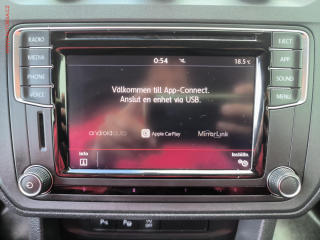 RADIO
MEDIA
PHONE
VOICE
0:54
18.5°C
EJECT
APP
SOUND
MENU
Välkommen till App-Connect.
Anslut en enhet via USB.
androidauto
Apple CarPlay
MirrorLink
Info
Inställn.